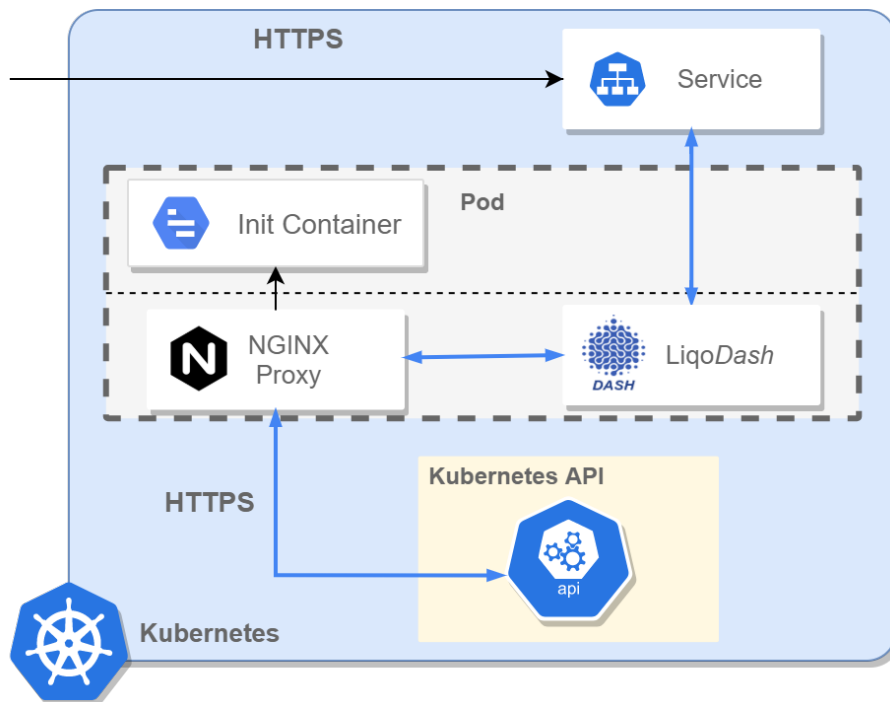 HTTPS
Service
Pod
Init Container
NGINX
Proxy
DASH
LiqoDash
HTTPS
Kubernetes API
api
Kubernetes